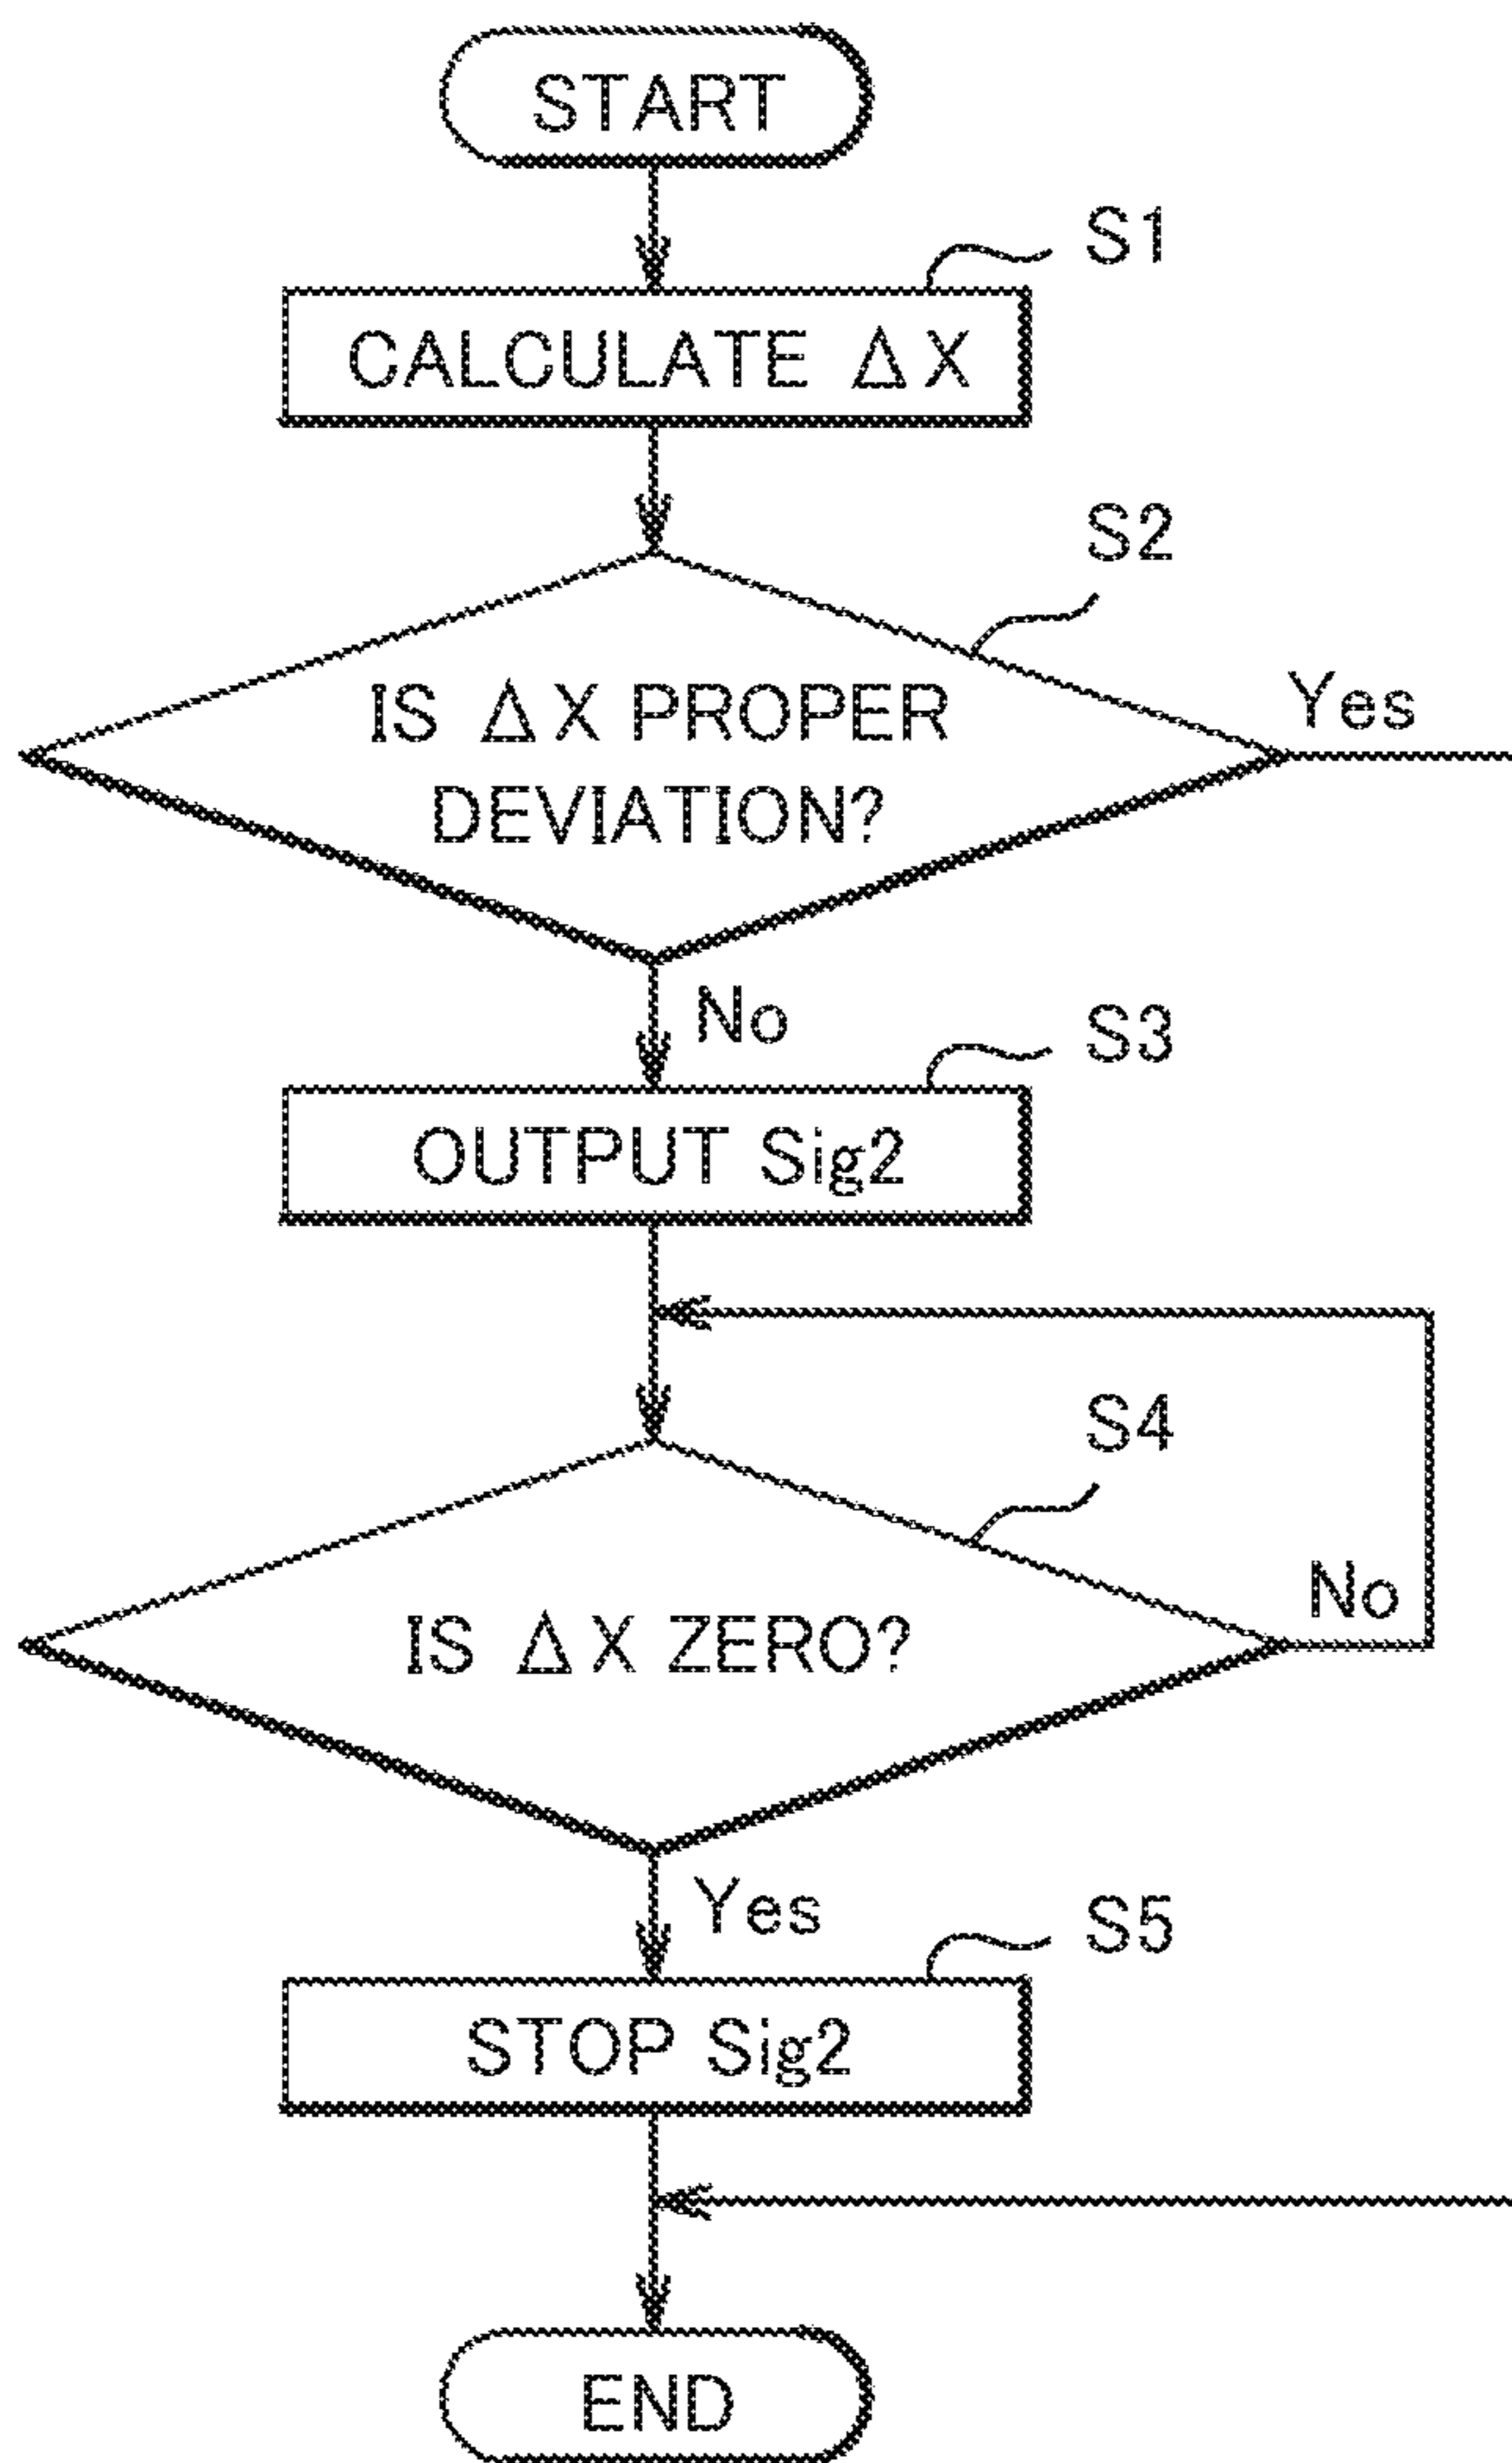 START
S1
CALCULATE ΔX
S2
IS ΔX PROPER
DEVIATION?
Yes
No
S3
OUTPUT Sig2
S4
IS ΔX ZERO?
No
Yes
S5
STOP Sig2
END